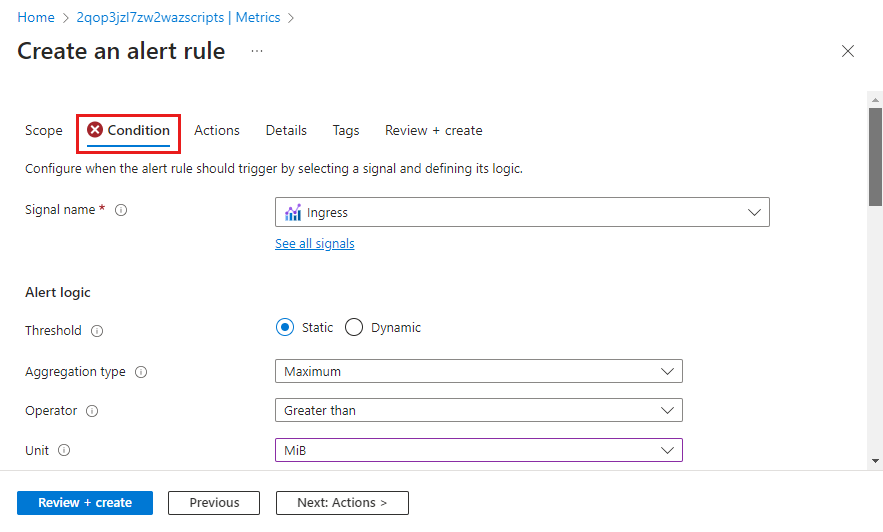 Home > 2qop3jzl7zw2wazscripts | Metrics >
Create an alert rule ...
Scope Condition Actions Details Tags Review + create
Configure when the alert rule should trigger by selecting a signal and defining its logic.
Signal name * Ingress
See all signals
Alert logic
Threshold Static Dynamic
Aggregation type Maximum
Operator Greater than
Unit MiB
Review + create Previous Next: Actions >